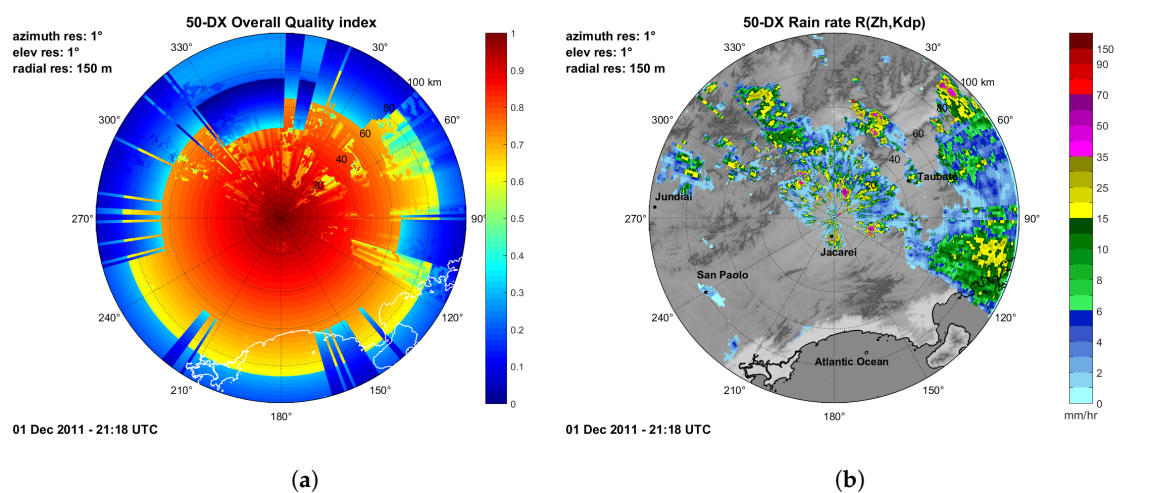 50-DX Overall Quality index
azimuth res: 1°
elev res: 1°
radial res: 150 m
330°
30°
100 km
80
60
40
20
300°
60°
270°
90°
240°
120°
210°
150°
180°
1
0.9
0.8
0.7
0.6
0.5
0.4
0.3
0.2
0.1
0
01 Dec 2011 - 21:18 UTC
(a)
50-DX Rain rate R(Zh,Kdp)
azimuth res: 1°
elev res: 1°
radial res: 150 m
330°
30°
100 km
80
60
40
20
300°
60°
Taubatè
Jundiai
270°
90°
Jacarei
San Paolo
240°
120°
Atlantic Ocean
210°
150°
180°
150
90
70
50
35
25
15
10
8
6
4
2
0
mm/hr
01 Dec 2011 - 21:18 UTC
(b)